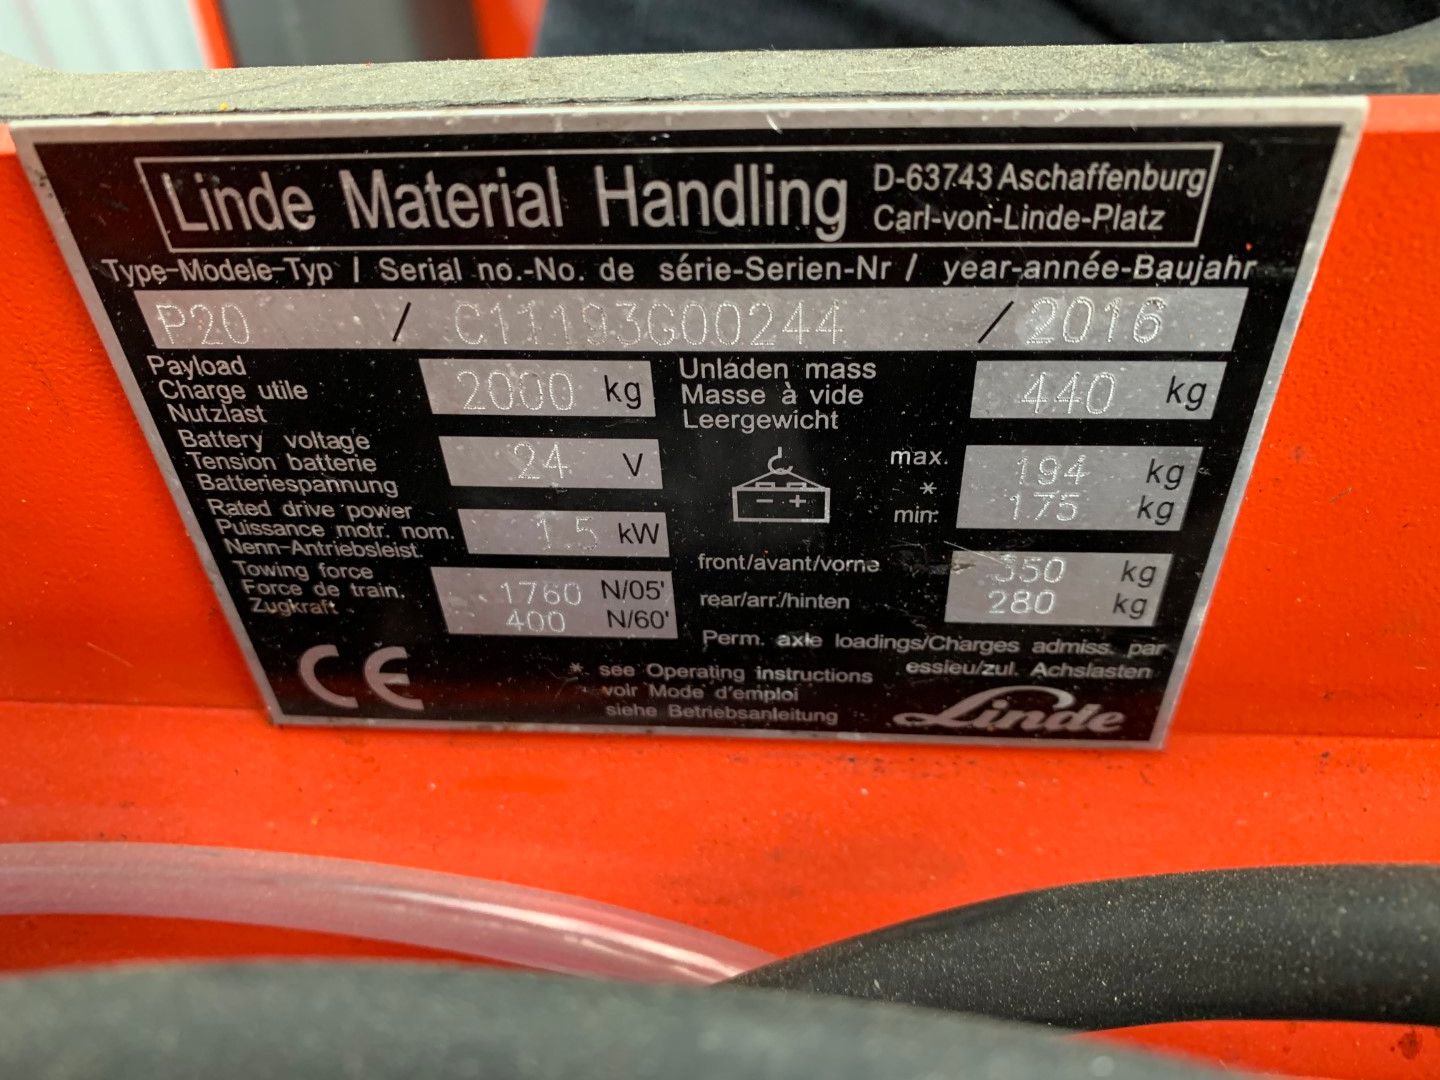 Linde Material Handling
D-63743 Aschaffenburg
Carl-von-Linde-Platz
Type-Modele-Typ / Serial no.-No. de série-Serien-Nr / year-année-Baujahr
P20 / C11193G00244 / 2016
Payload
Charge utile
Nutzlast
2000 kg
Unladen mass
Masse à vide
Leergewicht
440 kg
Battery voltage
Tension batterie
Batteriespannung
24 V
- +
max. 194 kg
*
min. 175 kg
Rated drive power
Puissance motr. nom.
Nenn-Antriebsleist.
1.5 kW
front/avant/vorne 350 kg
rear/arr./hinten 280 kg
Towing force
Force de train.
Zugkraft
1760 N/05'
400 N/60'
Perm. axle loadings/Charges admiss. par
essieu/zul. Achslasten
CE
* see Operating instructions
voir Mode d'emploi
siehe Betriebsanleitung
Linde